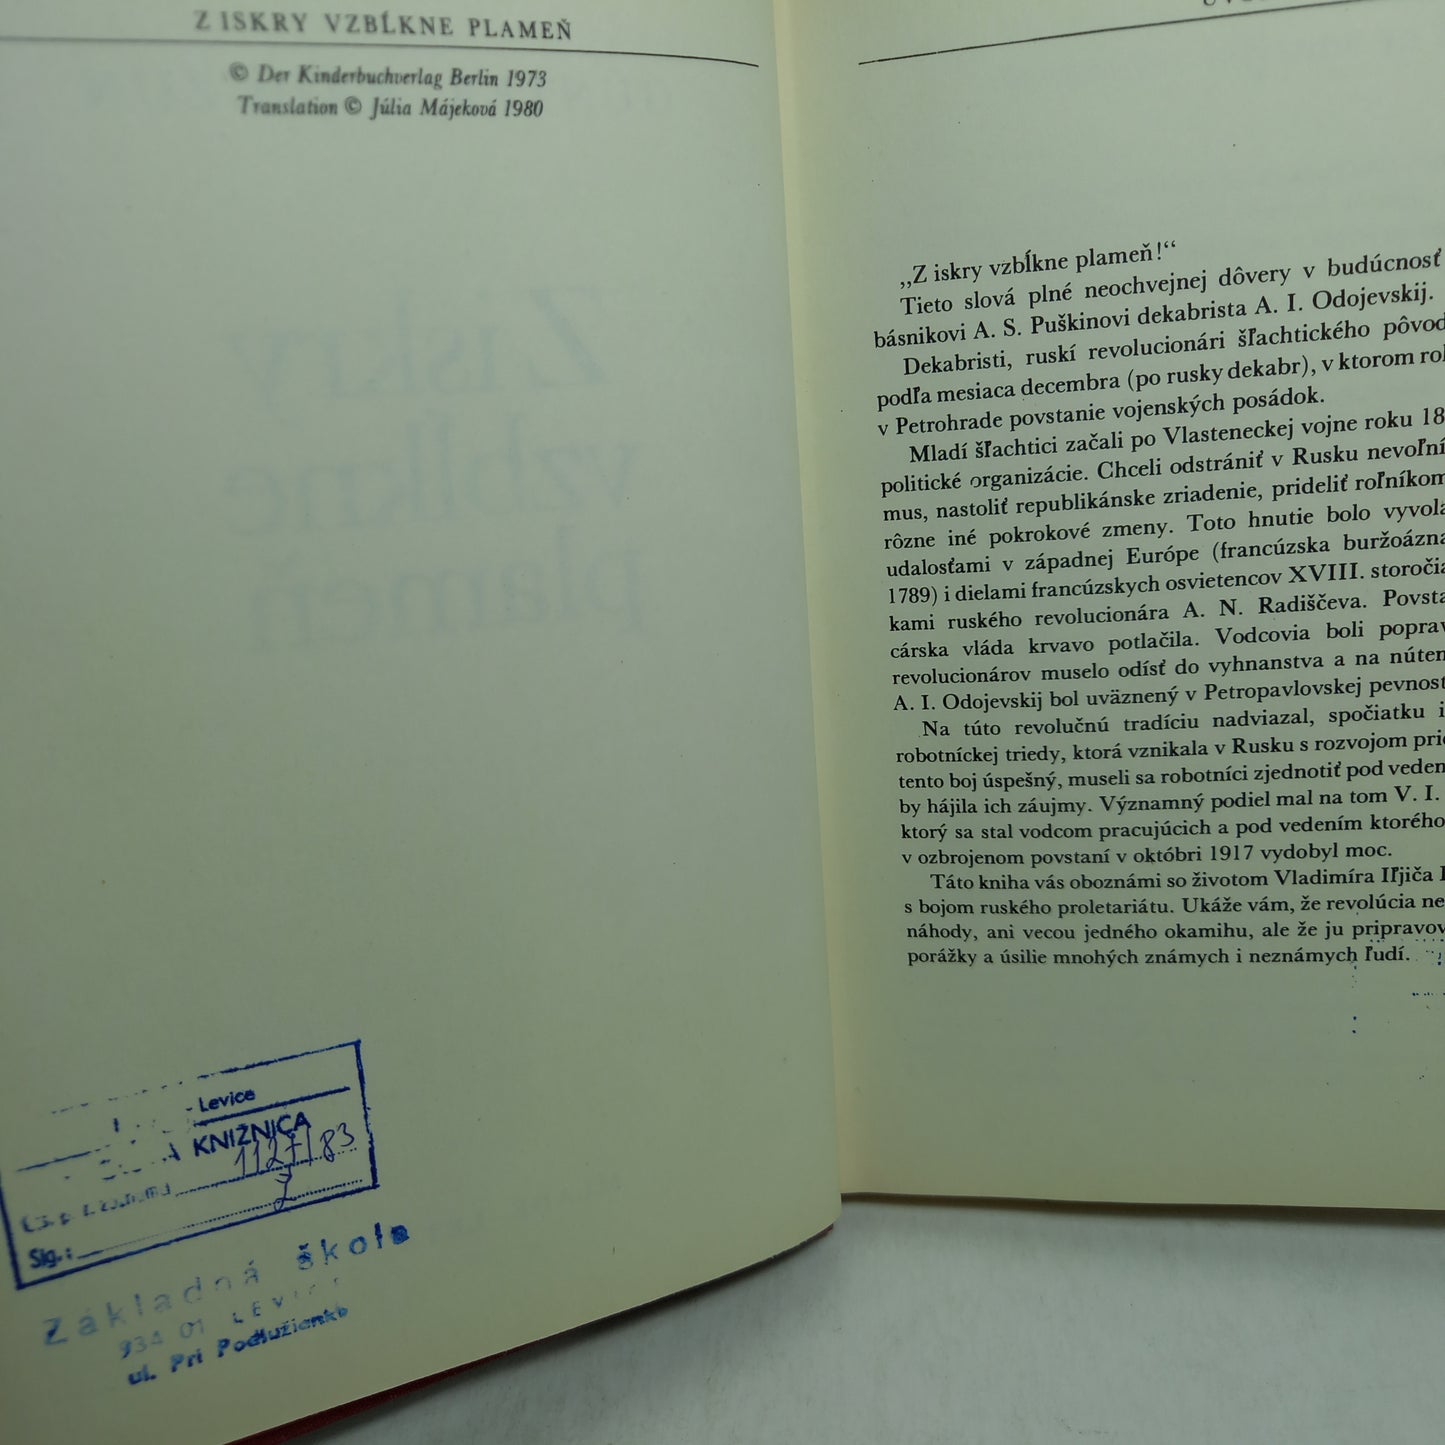 Z ISKRY VZBĹKNE PLAMEŇ
© Der Kinderbuchverlag Berlin 1973
Translation © Júlia Májeková 1980
Levice
KNIŽNICA
1127/83
Sig.:
Základná škola
934 01 LEVICE
ul. Pri Podlužianke
„Z iskry vzbĺkne plameň!“
Tieto slová plné neochvejnej dôvery v budúcnosť
básnikovi A. S. Puškinovi dekabrista A. I. Odojevskij.
Dekabristi, ruskí revolucionári šľachtického pôvod
podľa mesiaca decembra (po rusky dekabr), v ktorom rok
v Petrohrade povstanie vojenských posádok.
Mladí šľachtici začali po Vlasteneckej vojne roku 18
politické organizácie. Chceli odstrániť v Rusku nevoľní
mus, nastoliť republikánske zriadenie, prideliť roľníkom
rôzne iné pokrokové zmeny. Toto hnutie bolo vyvola
udalosťami v západnej Európe (francúzska buržoázna
1789) i dielami francúzskych osvietencov XVIII. storočia
kami ruského revolucionára A. N. Radiščeva. Povsta
cárska vláda krvavo potlačila. Vodcovia boli poprav
revolucionárov muselo odísť do vyhnanstva a na núten
A. I. Odojevskij bol uväznený v Petropavlovskej pevnost
Na túto revolučnú tradíciu nadviazal, spočiatku i
robotníckej triedy, ktorá vznikala v Rusku s rozvojom prie
tento boj úspešný, museli sa robotníci zjednotiť pod veden
by hájila ich záujmy. Významný podiel mal na tom V. I.
ktorý sa stal vodcom pracujúcich a pod vedením ktorého
v ozbrojenom povstaní v októbri 1917 vydobyl moc.
Táto kniha vás oboznámi so životom Vladimíra Iľjiča
s bojom ruského proletariátu. Ukáže vám, že revolúcia ne
náhody, ani vecou jedného okamihu, ale že ju pripravov
porážky a úsilie mnohých známych i neznámych ľudí.